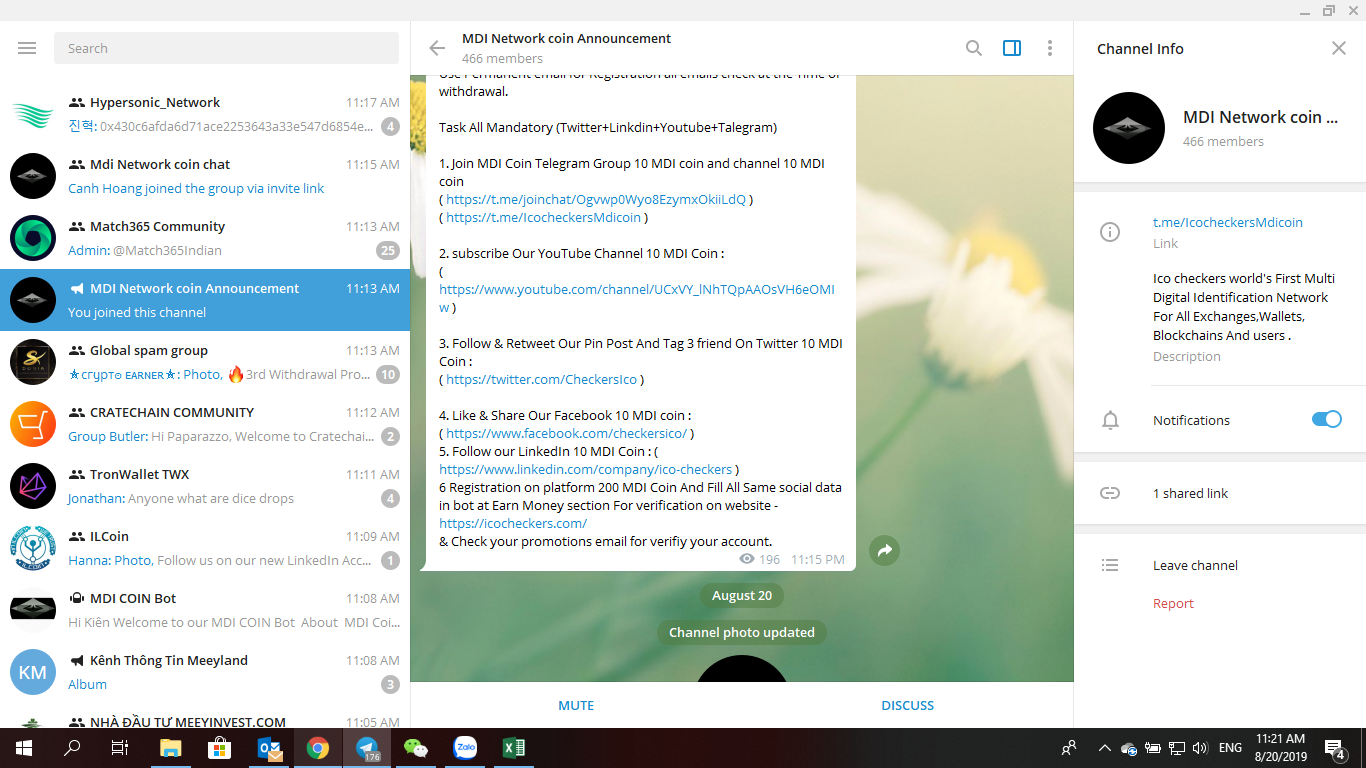 Search
Hypersonic_Network
11:17 AM
진혁: 0x430c6afda6d71ace2253643a33e547d6854e...
4
Mdi Network coin chat
11:15 AM
Canh Hoang joined the group via invite link
Match365 Community
11:13 AM
Admin: @Match365Indian
25
MDI Network coin Announcement
11:13 AM
You joined this channel
Global spam group
11:13 AM
★cryptο earner★: Photo, 🔥3rd Withdrawal Pro...
10
CRATECHAIN COMMUNITY
11:12 AM
Group Butler: Hi Paparazzo, Welcome to Cratechai...
2
TronWallet TWX
11:11 AM
Jonathan: Anyone what are dice drops
4
ILCoin
11:09 AM
Hanna: Photo, Follow us on our new LinkedIn Acc...
1
MDI COIN Bot
11:08 AM
Hi Kiên Welcome to our MDI COIN Bot About MDI Coi...
KM
Kênh Thông Tin Meeyland
11:08 AM
Album
3
NHÀ ĐẦU TƯ MEEYINVEST.COM
11:05 AM
MDI Network coin Announcement
466 members
Use Permanent email for Registration all emails check at the Time of
withdrawal.
Task All Mandatory (Twitter+Linkdin+Youtube+Talegram)
1. Join MDI Coin Telegram Group 10 MDI coin and channel 10 MDI
coin
( https://t.me/joinchat/Ogvwp0Wyo8EzymxOkiiLdQ )
( https://t.me/IcocheckersMdicoin )
2. subscribe Our YouTube Channel 10 MDI Coin :
(
https://www.youtube.com/channel/UCxVY_lNhTQpAAOsVH6eOMI
w )
3. Follow & Retweet Our Pin Post And Tag 3 friend On Twitter 10 MDI
Coin :
( https://twitter.com/CheckersIco )
4. Like & Share Our Facebook 10 MDI coin :
( https://www.facebook.com/checkersico/ )
5. Follow our LinkedIn 10 MDI Coin : (
https://www.linkedin.com/company/ico-checkers )
6 Registration on platform 200 MDI Coin And Fill All Same social data
in bot at Earn Money section For verification on website -
https://icocheckers.com/
& Check your promotions email for verifiy your account.
196 11:15 PM
August 20
Channel photo updated
MUTE
DISCUSS
Channel Info
MDI Network coin ...
466 members
t.me/IcocheckersMdicoin
Link
Ico checkers world's First Multi
Digital Identification Network
For All Exchanges,Wallets,
Blockchains And users .
Description
Notifications
1 shared link
Leave channel
Report
176
Zalo
ENG
11:21 AM
8/20/2019
4